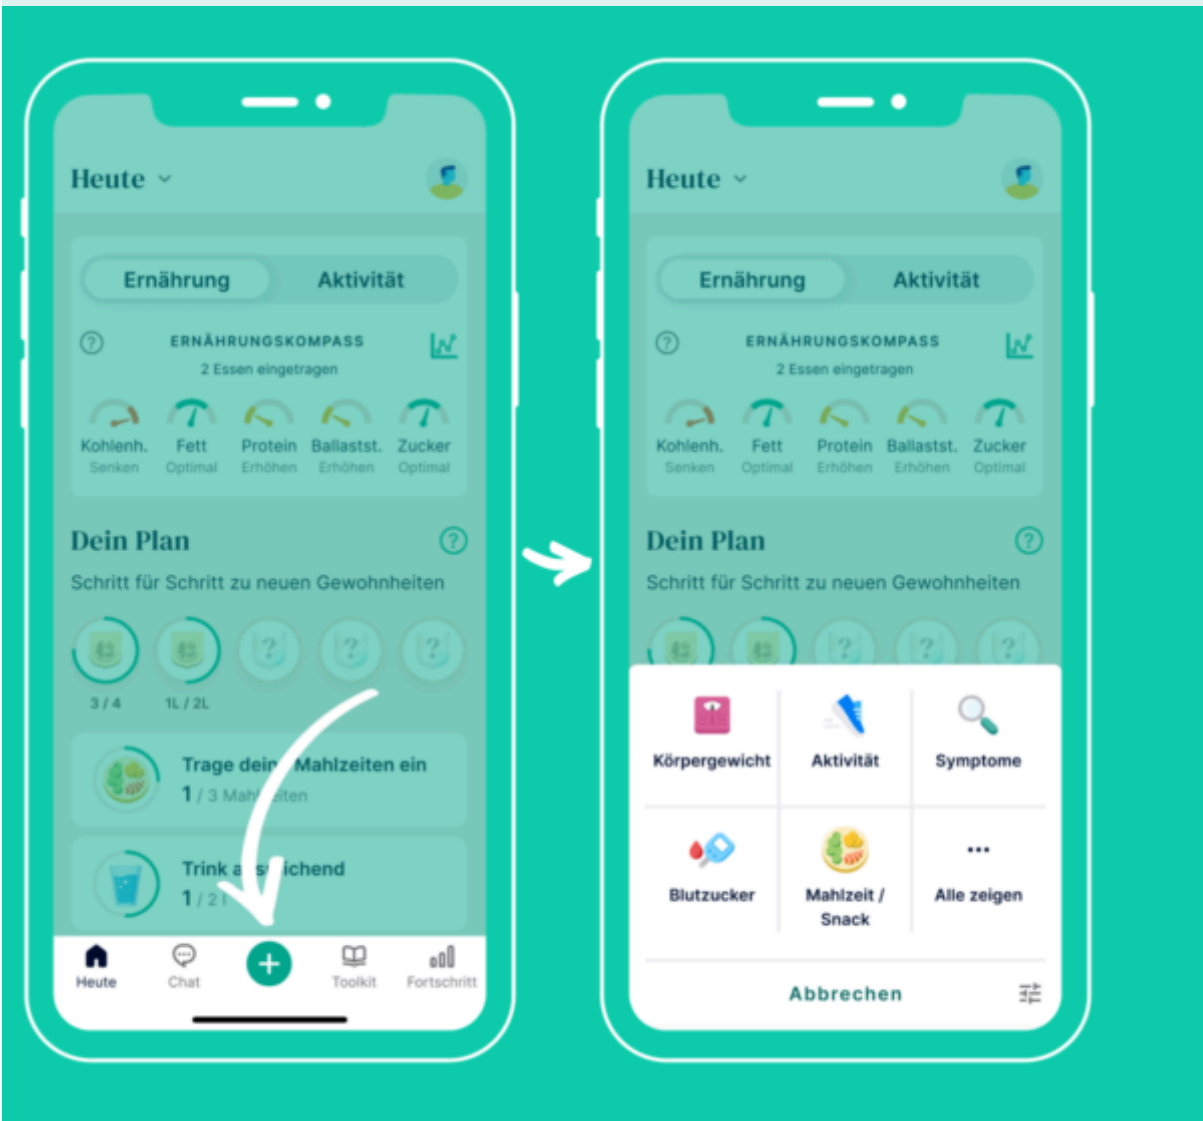 Heute
Ernährung Aktivität
ERNÄHRUNGSKOMPASS
2 Essen eingetragen
Kohlenh. Fett Protein Ballastst. Zucker
Senken Optimal Erhöhen Erhöhen Optimal
Dein Plan
Schritt für Schritt zu neuen Gewohnheiten
? ? ?
3 / 4 1L / 2L
Trage deine Mahlzeiten ein
1 / 3 Mahlzeiten
Trink ausreichend
1 / 2 l
Heute Chat Toolkit Fortschritt
Heute
Ernährung Aktivität
ERNÄHRUNGSKOMPASS
2 Essen eingetragen
Kohlenh. Fett Protein Ballastst. Zucker
Senken Optimal Erhöhen Erhöhen Optimal
Dein Plan
Schritt für Schritt zu neuen Gewohnheiten
? ? ?
Körpergewicht Aktivität Symptome
Blutzucker Mahlzeit / Alle zeigen
Snack
Abbrechen